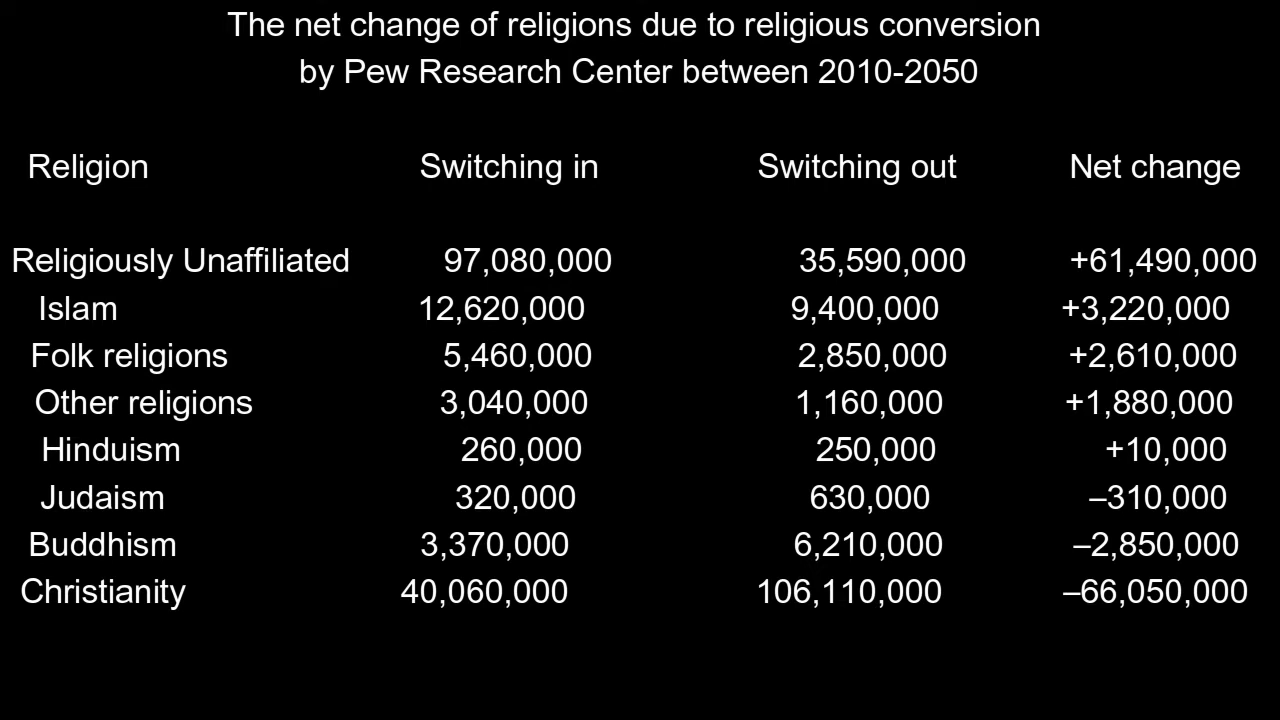 The net change of religions due to religious conversion
by Pew Research Center between 2010-2050
Religion Switching in Switching out Net change
Religiously Unaffiliated 97,080,000 35,590,000 +61,490,000
Islam 12,620,000 9,400,000 +3,220,000
Folk religions 5,460,000 2,850,000 +2,610,000
Other religions 3,040,000 1,160,000 +1,880,000
Hinduism 260,000 250,000 +10,000
Judaism 320,000 630,000 –310,000
Buddhism 3,370,000 6,210,000 –2,850,000
Christianity 40,060,000 106,110,000 –66,050,000